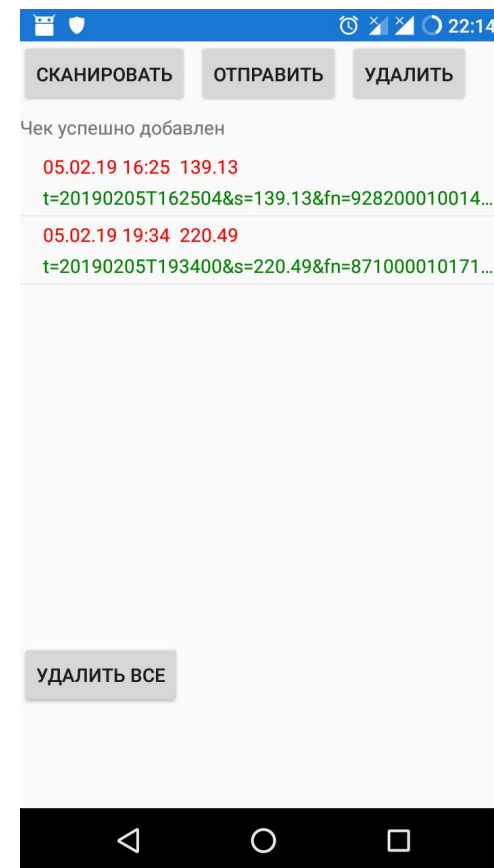 22:14
СКАНИРОВАТЬ ОТПРАВИТЬ УДАЛИТЬ
Чек успешно добавлен
05.02.19 16:25 139.13
t=20190205T162504&s=139.13&fn=928200010014...
05.02.19 19:34 220.49
t=20190205T193400&s=220.49&fn=871000010171...
УДАЛИТЬ ВСЕ